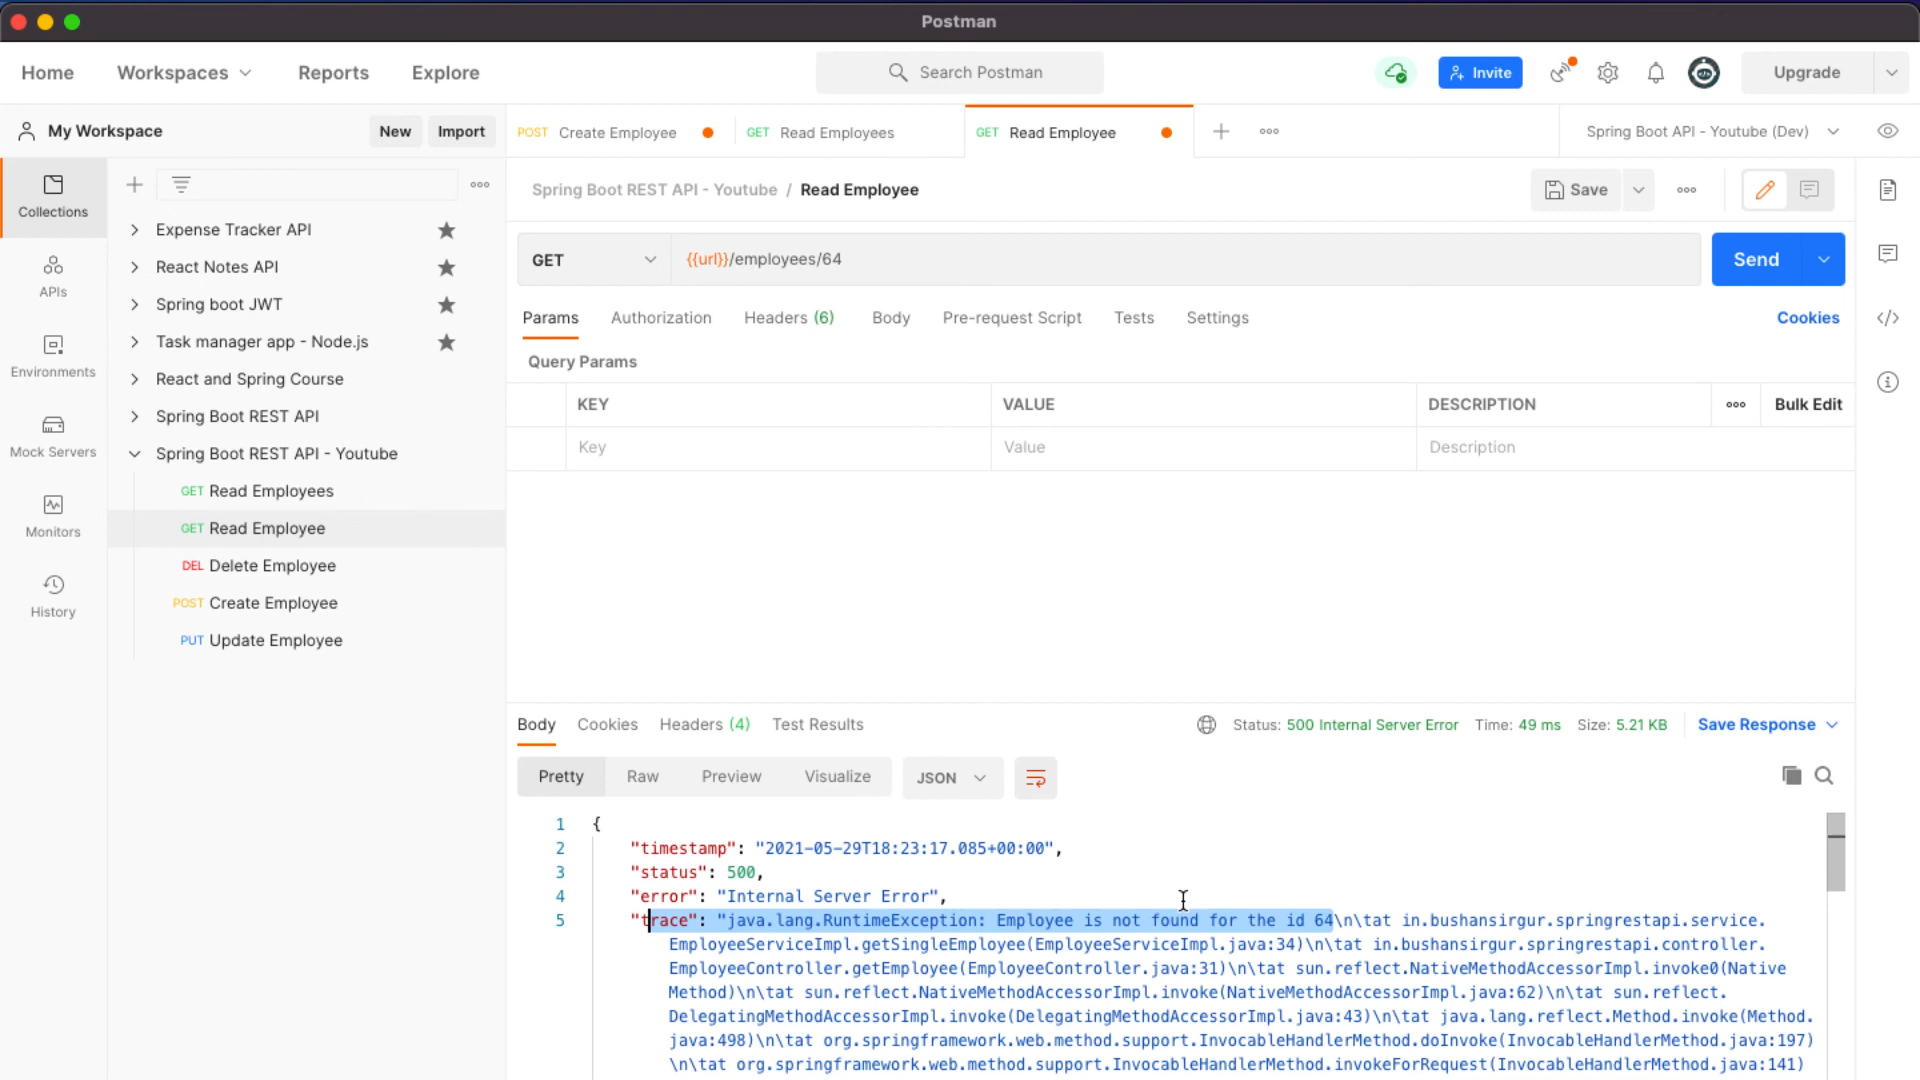 Postman
Home Workspaces Reports Explore Search Postman Invite Upgrade
My Workspace New Import POST Create Employee GET Read Employees GET Read Employee Spring Boot API - Youtube (Dev)
Collections
APIs
Environments
Mock Servers
Monitors
History
Expense Tracker API
React Notes API
Spring boot JWT
Task manager app - Node.js
React and Spring Course
Spring Boot REST API
Spring Boot REST API - Youtube
GET Read Employees
GET Read Employee
DEL Delete Employee
POST Create Employee
PUT Update Employee
Spring Boot REST API - Youtube / Read Employee Save
GET {{url}}/employees/64 Send
Params Authorization Headers (6) Body Pre-request Script Tests Settings Cookies
Query Params
KEY VALUE DESCRIPTION Bulk Edit
Key Value Description
Body Cookies Headers (4) Test Results Status: 500 Internal Server Error Time: 49 ms Size: 5.21 KB Save Response
Pretty Raw Preview Visualize JSON
1 {
2 "timestamp": "2021-05-29T18:23:17.085+00:00",
3 "status": 500,
4 "error": "Internal Server Error",
5 "trace": "java.lang.RuntimeException: Employee is not found for the id 64\n\tat in.bushansirgur.springrestapi.service.
EmployeeServiceImpl.getSingleEmployee(EmployeeServiceImpl.java:34)\n\tat in.bushansirgur.springrestapi.controller.
EmployeeController.getEmployee(EmployeeController.java:31)\n\tat sun.reflect.NativeMethodAccessorImpl.invoke0(Native
Method)\n\tat sun.reflect.NativeMethodAccessorImpl.invoke(NativeMethodAccessorImpl.java:62)\n\tat sun.reflect.
DelegatingMethodAccessorImpl.invoke(DelegatingMethodAccessorImpl.java:43)\n\tat java.lang.reflect.Method.invoke(Method.
java:498)\n\tat org.springframework.web.method.support.InvocableHandlerMethod.doInvoke(InvocableHandlerMethod.java:197)
\n\tat org.springframework.web.method.support.InvocableHandlerMethod.invokeForRequest(InvocableHandlerMethod.java:141)